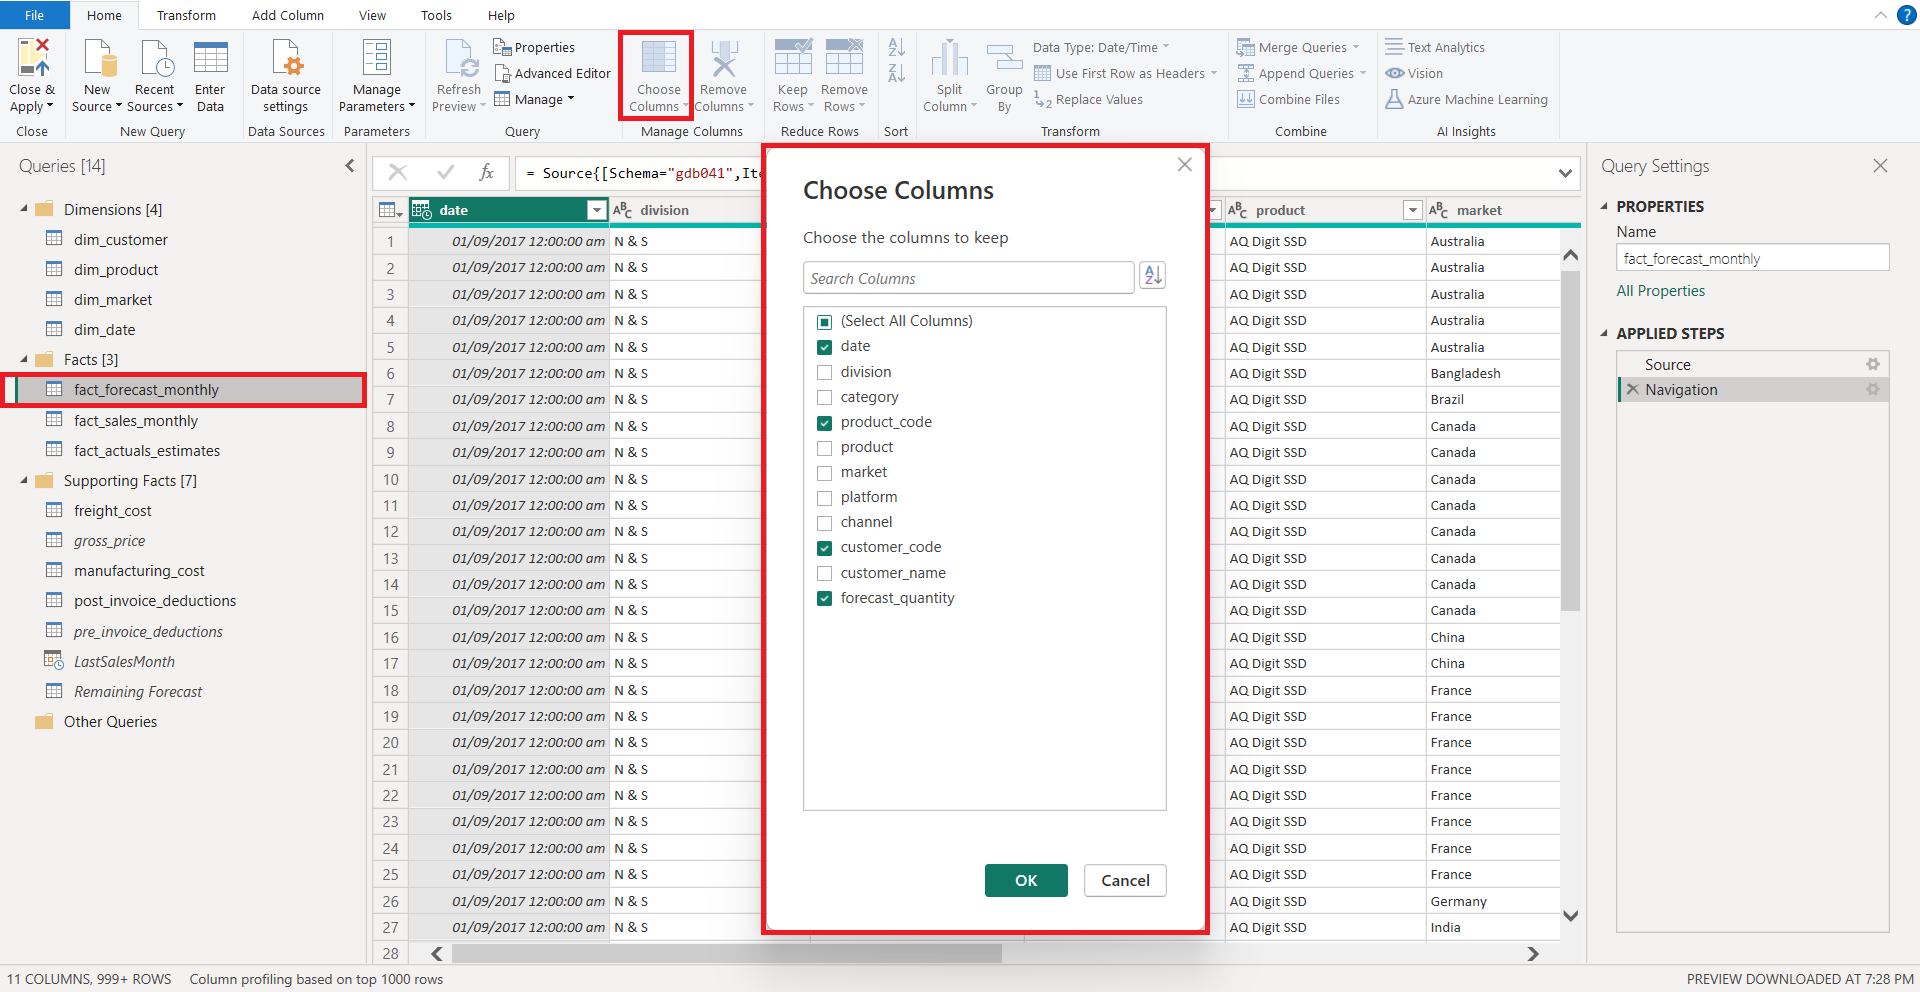 File Home Transform Add Column View Tools Help
Close & Apply
New Source
Recent Sources
Enter Data
Data source settings
Manage Parameters
Refresh Preview
Properties
Advanced Editor
Manage
Choose Columns
Remove Columns
Keep Rows
Remove Rows
Split Column
Group By
Data Type: Date/Time
Use First Row as Headers
Replace Values
Merge Queries
Append Queries
Combine Files
Text Analytics
Vision
Azure Machine Learning
Close New Query Data Sources Parameters Query Manage Columns Reduce Rows Sort Transform Combine AI Insights
Queries [14]
Dimensions [4]
dim_customer
dim_product
dim_market
dim_date
Facts [3]
fact_forecast_monthly
fact_sales_monthly
fact_actuals_estimates
Supporting Facts [7]
freight_cost
gross_price
manufacturing_cost
post_invoice_deductions
pre_invoice_deductions
LastSalesMonth
Remaining Forecast
Other Queries
fx = Source{[Schema="gdb041",Ite
date division product market
1 01/09/2017 12:00:00 am N & S AQ Digit SSD Australia
2 01/09/2017 12:00:00 am N & S AQ Digit SSD Australia
3 01/09/2017 12:00:00 am N & S AQ Digit SSD Australia
4 01/09/2017 12:00:00 am N & S AQ Digit SSD Australia
5 01/09/2017 12:00:00 am N & S AQ Digit SSD Australia
6 01/09/2017 12:00:00 am N & S AQ Digit SSD Bangladesh
7 01/09/2017 12:00:00 am N & S AQ Digit SSD Brazil
8 01/09/2017 12:00:00 am N & S AQ Digit SSD Canada
9 01/09/2017 12:00:00 am N & S AQ Digit SSD Canada
10 01/09/2017 12:00:00 am N & S AQ Digit SSD Canada
11 01/09/2017 12:00:00 am N & S AQ Digit SSD Canada
12 01/09/2017 12:00:00 am N & S AQ Digit SSD Canada
13 01/09/2017 12:00:00 am N & S AQ Digit SSD Canada
14 01/09/2017 12:00:00 am N & S AQ Digit SSD Canada
15 01/09/2017 12:00:00 am N & S AQ Digit SSD Canada
16 01/09/2017 12:00:00 am N & S AQ Digit SSD China
17 01/09/2017 12:00:00 am N & S AQ Digit SSD China
18 01/09/2017 12:00:00 am N & S AQ Digit SSD France
19 01/09/2017 12:00:00 am N & S AQ Digit SSD France
20 01/09/2017 12:00:00 am N & S AQ Digit SSD France
21 01/09/2017 12:00:00 am N & S AQ Digit SSD France
22 01/09/2017 12:00:00 am N & S AQ Digit SSD France
23 01/09/2017 12:00:00 am N & S AQ Digit SSD France
24 01/09/2017 12:00:00 am N & S AQ Digit SSD France
25 01/09/2017 12:00:00 am N & S AQ Digit SSD France
26 01/09/2017 12:00:00 am N & S AQ Digit SSD Germany
27 01/09/2017 12:00:00 am N & S AQ Digit SSD India
28
Choose Columns
Choose the columns to keep
Search Columns
(Select All Columns)
date
division
category
product_code
product
market
platform
channel
customer_code
customer_name
forecast_quantity
OK Cancel
Query Settings
PROPERTIES
Name
fact_forecast_monthly
All Properties
APPLIED STEPS
Source
Navigation
11 COLUMNS, 999+ ROWS Column profiling based on top 1000 rows PREVIEW DOWNLOADED AT 7:28 PM